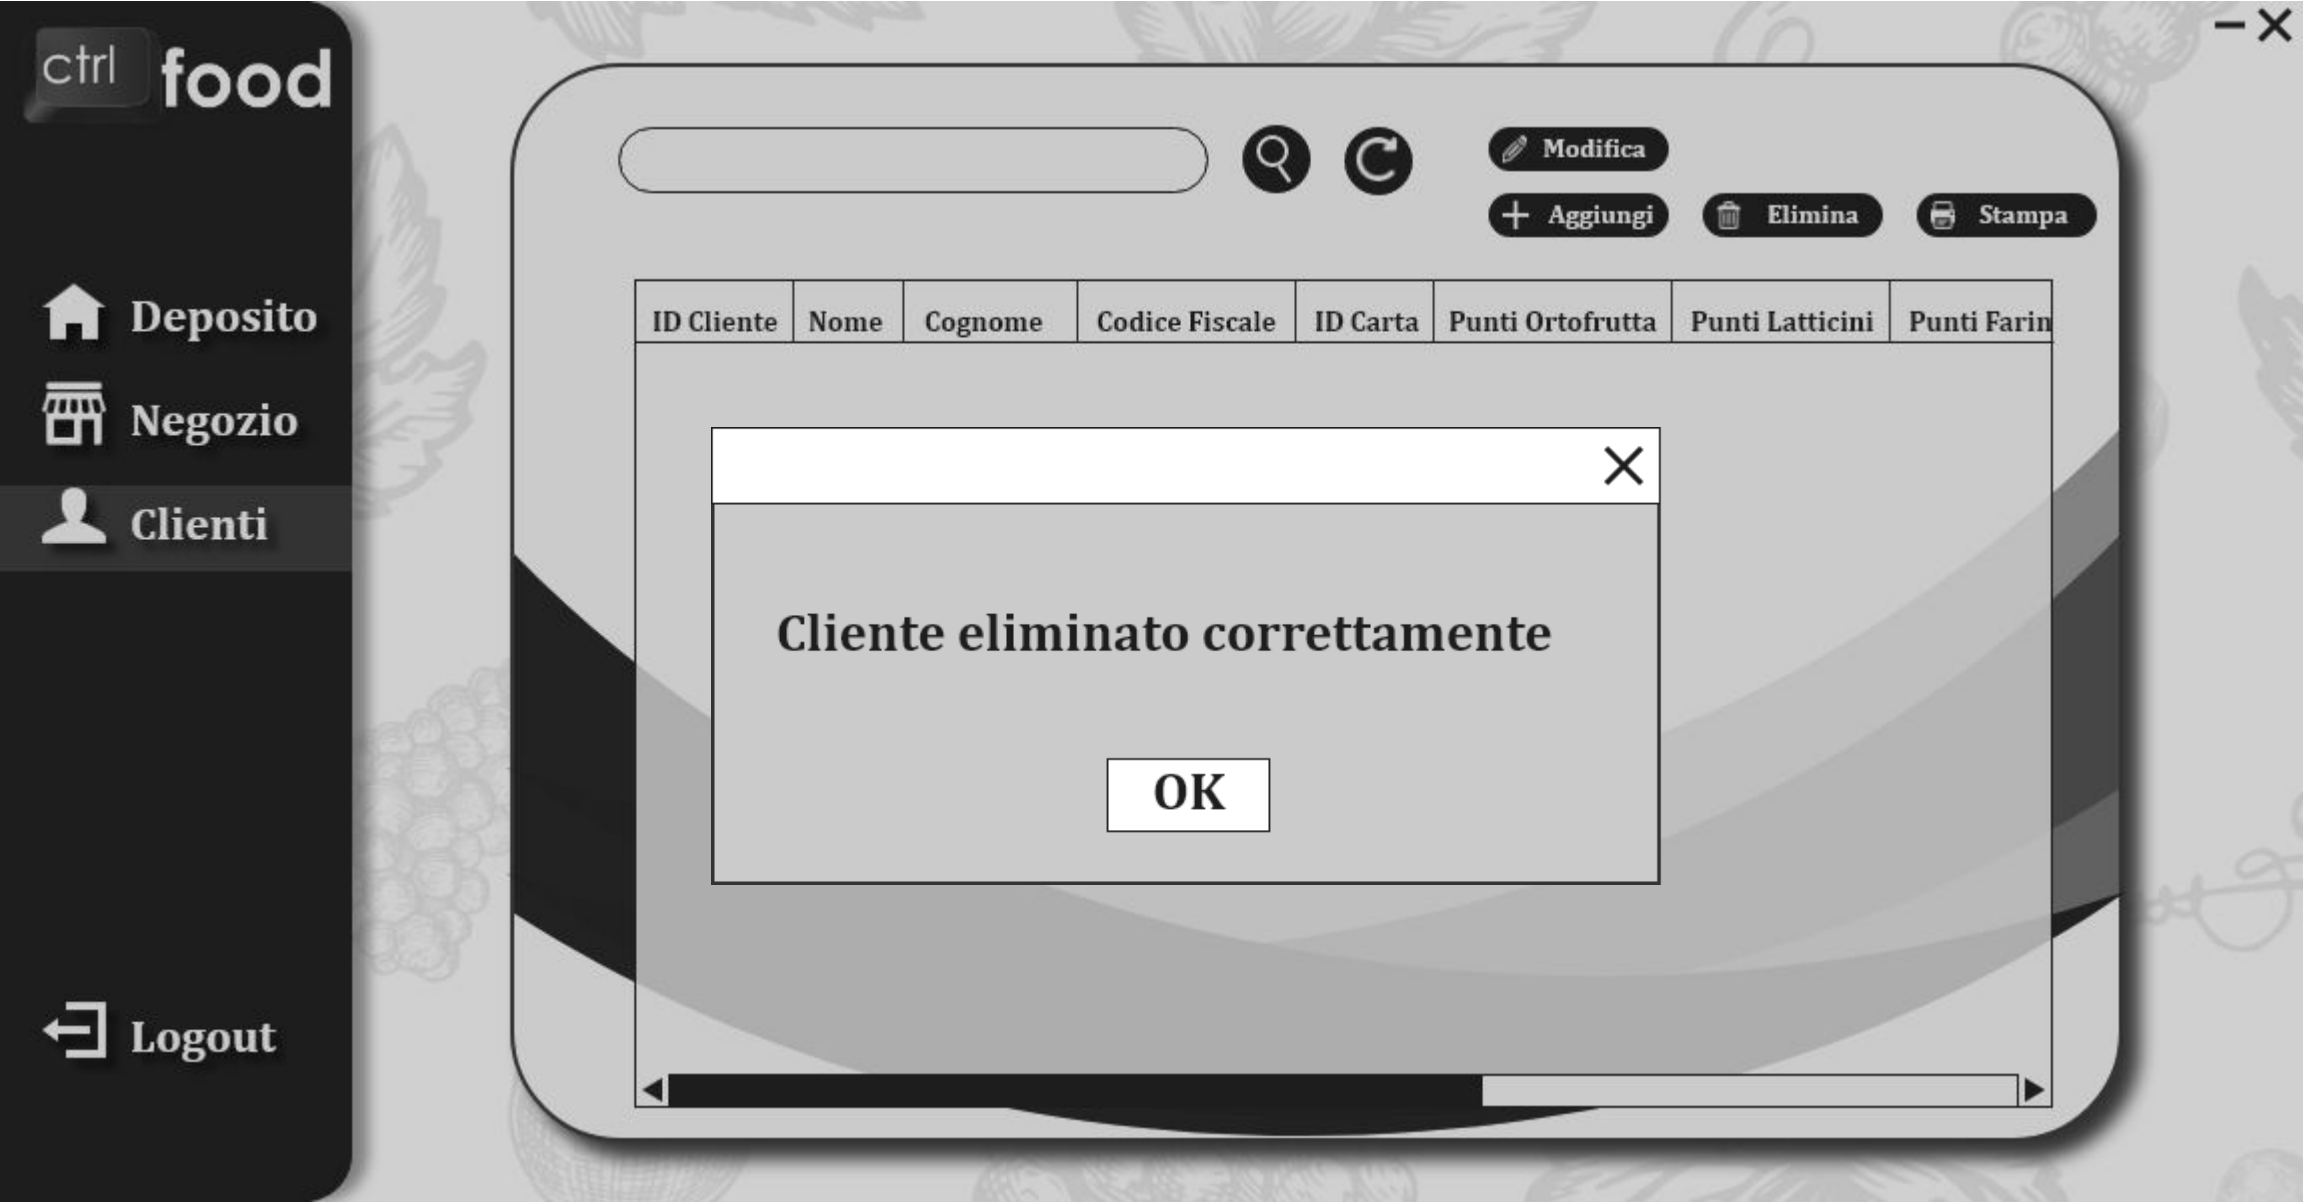 ctrl food
Modifica
Aggiungi
Elimina
Stampa
ID Cliente Nome Cognome Codice Fiscale ID Carta Punti Ortofrutta Punti Latticini Punti Farin
Deposito
Negozio
Clienti
Cliente eliminato correttamente
OK
Logout